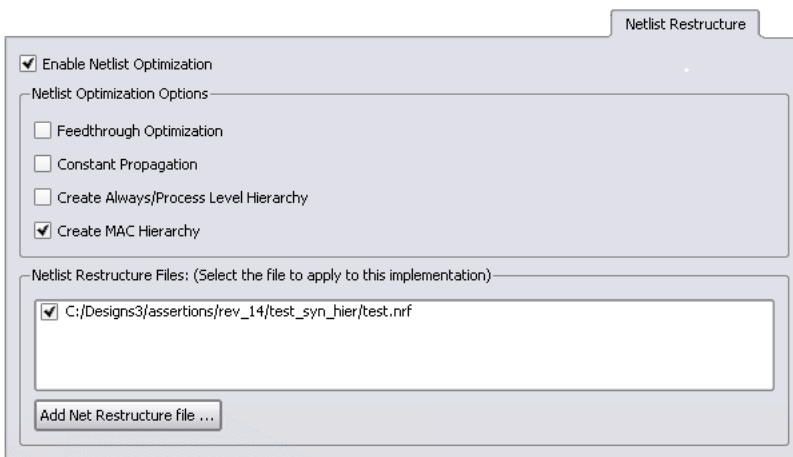 Netlist Restructure
Enable Netlist Optimization
Netlist Optimization Options
Feedthrough Optimization
Constant Propagation
Create Always/Process Level Hierarchy
Create MAC Hierarchy
Netlist Restructure Files: (Select the file to apply to this implementation)
C:/Designs3/assertions/rev_14/test_syn_hier/test.nrf
Add Net Restructure file ...